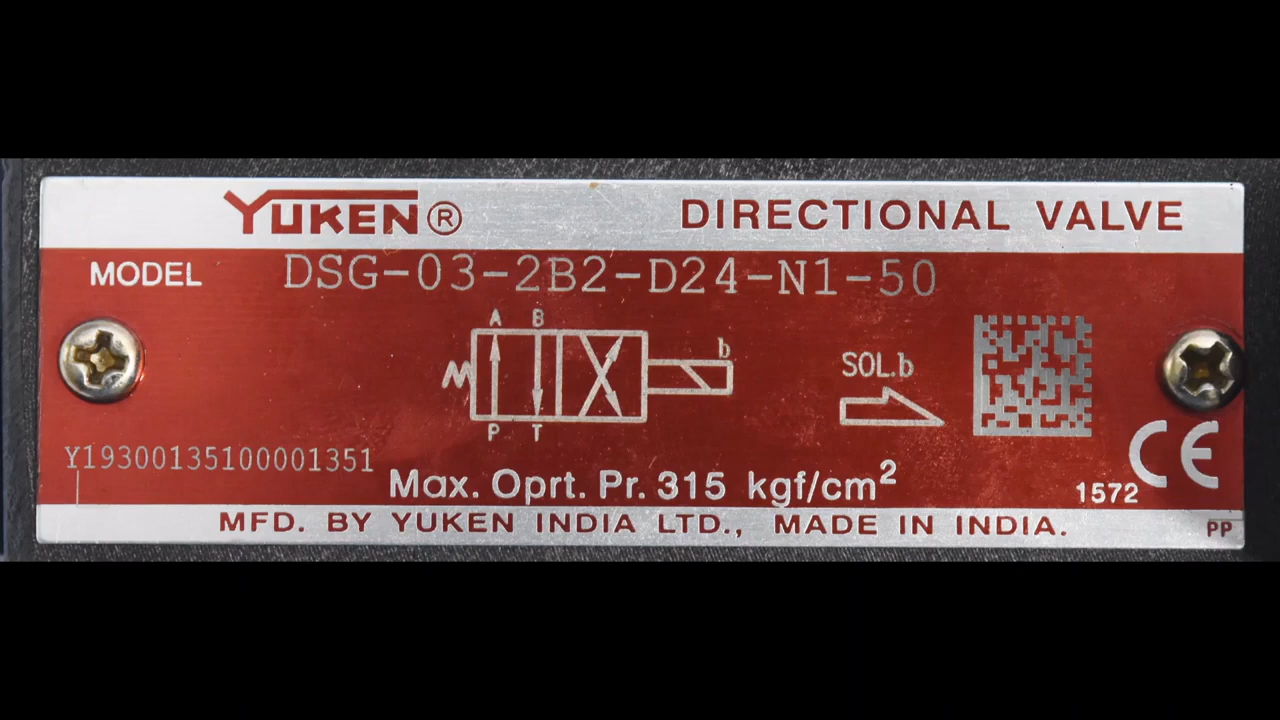 YUKEN® DIRECTIONAL VALVE
MODEL DSG-03-2B2-D24-N1-50
A B
b
SOL.b
P T
Y19300135100001351
Max. Oprt. Pr. 315 kgf/cm²
CE
1572
MFD. BY YUKEN INDIA LTD., MADE IN INDIA.
PP